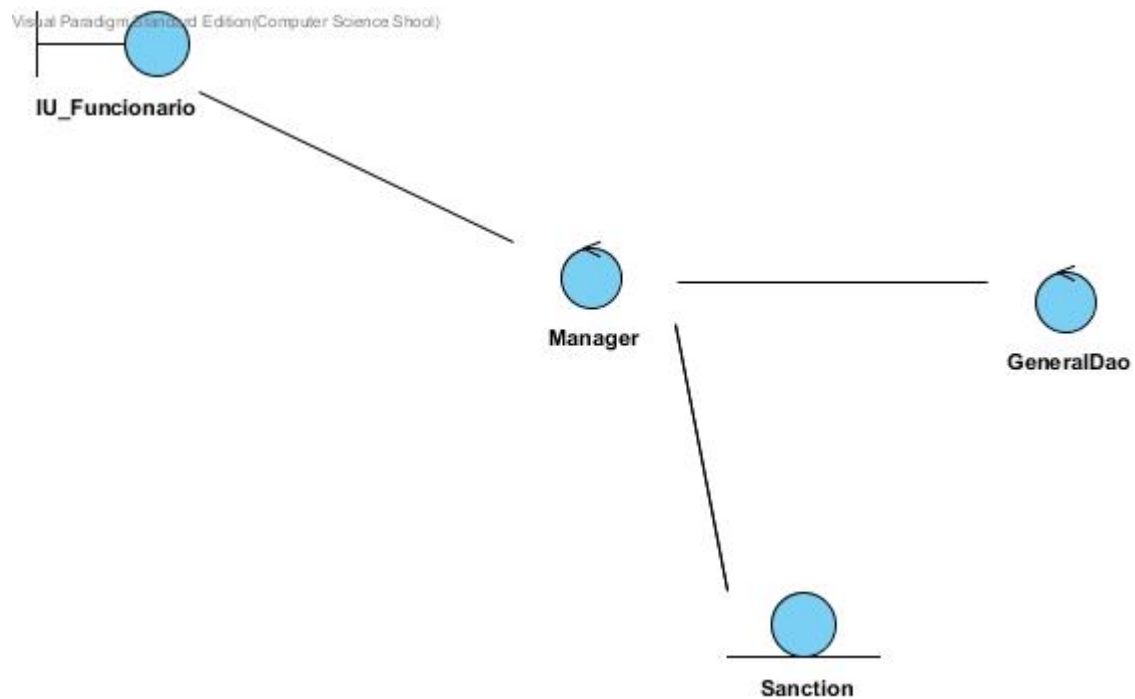 Visual Paradigm Standard Edition(Computer Science Shool)
IU_Funcionario
Manager
GeneralDao
Sanction